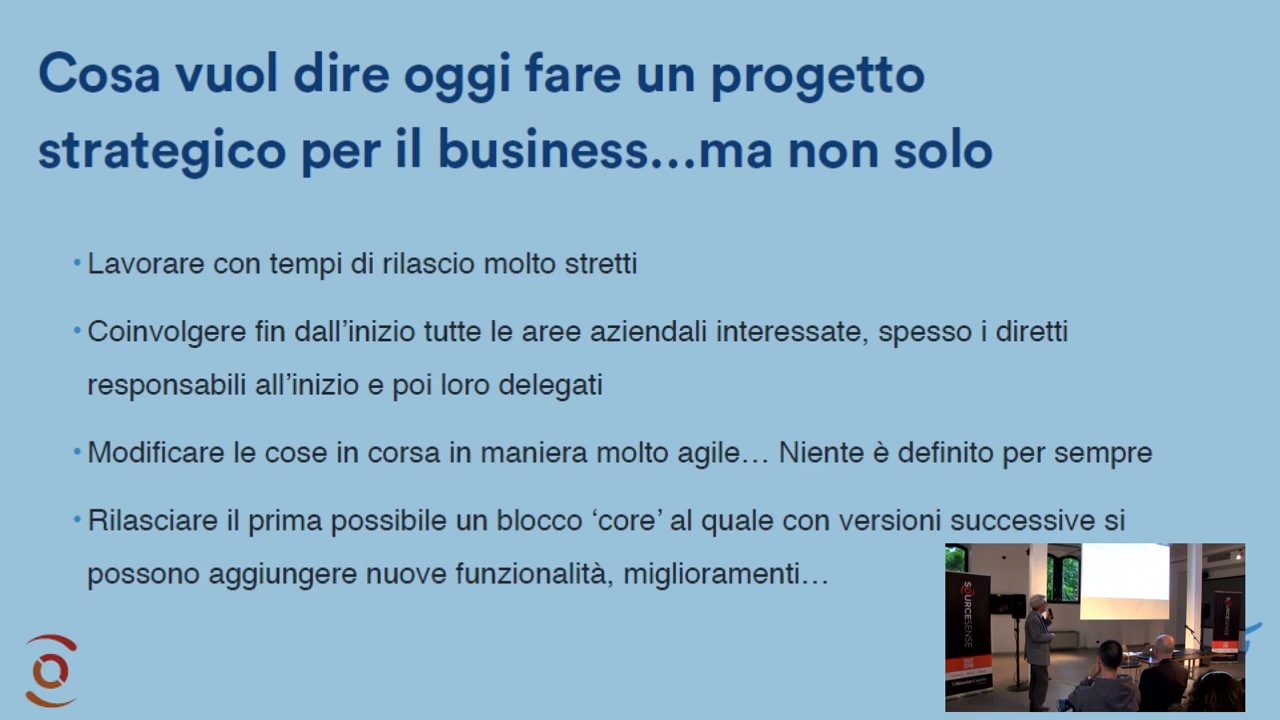 Cosa vuol dire oggi fare un progetto
strategico per il business...ma non solo
• Lavorare con tempi di rilascio molto stretti
• Coinvolgere fin dall’inizio tutte le aree aziendali interessate, spesso i diretti
responsabili all’inizio e poi loro delegati
• Modificare le cose in corsa in maniera molto agile… Niente è definito per sempre
• Rilasciare il prima possibile un blocco ‘core’ al quale con versioni successive si
possono aggiungere nuove funzionalità, miglioramenti…
SOURCESENSE